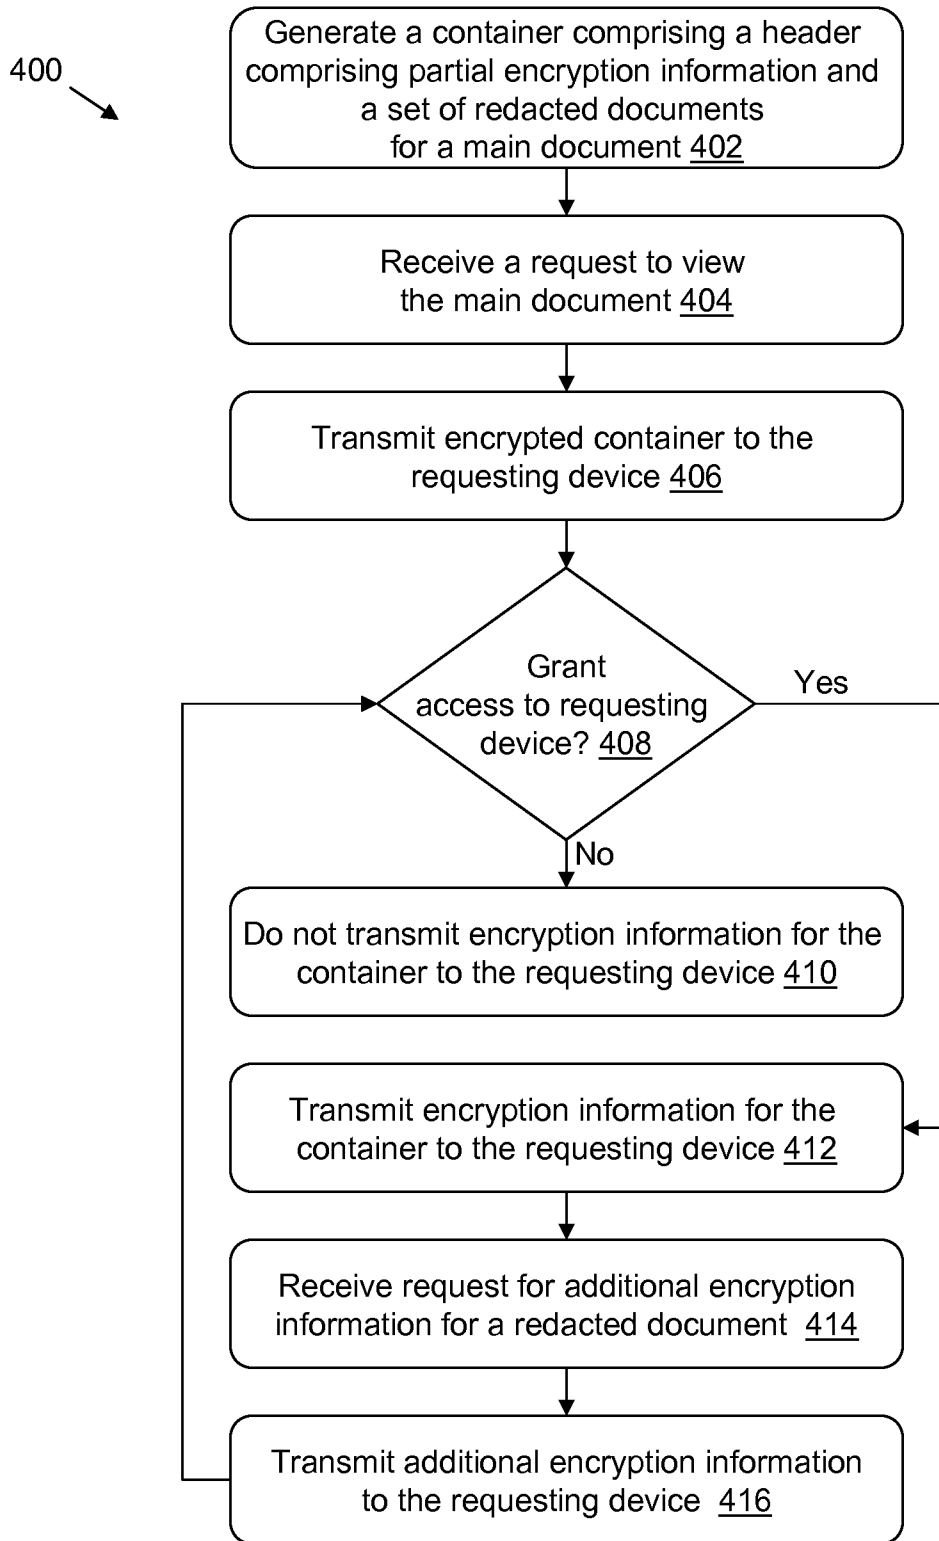 Generate a container comprising a header
comprising partial encryption information and
a set of redacted documents
for a main document 402
400
Receive a request to view
the main document 404
Transmit encrypted container to the
requesting device 406
Grant
access to requesting
device? 408
Yes
No
Do not transmit encryption information for the
container to the requesting device 410
Transmit encryption information for the
container to the requesting device 412
Receive request for additional encryption
information for a redacted document 414
Transmit additional encryption information
to the requesting device 416